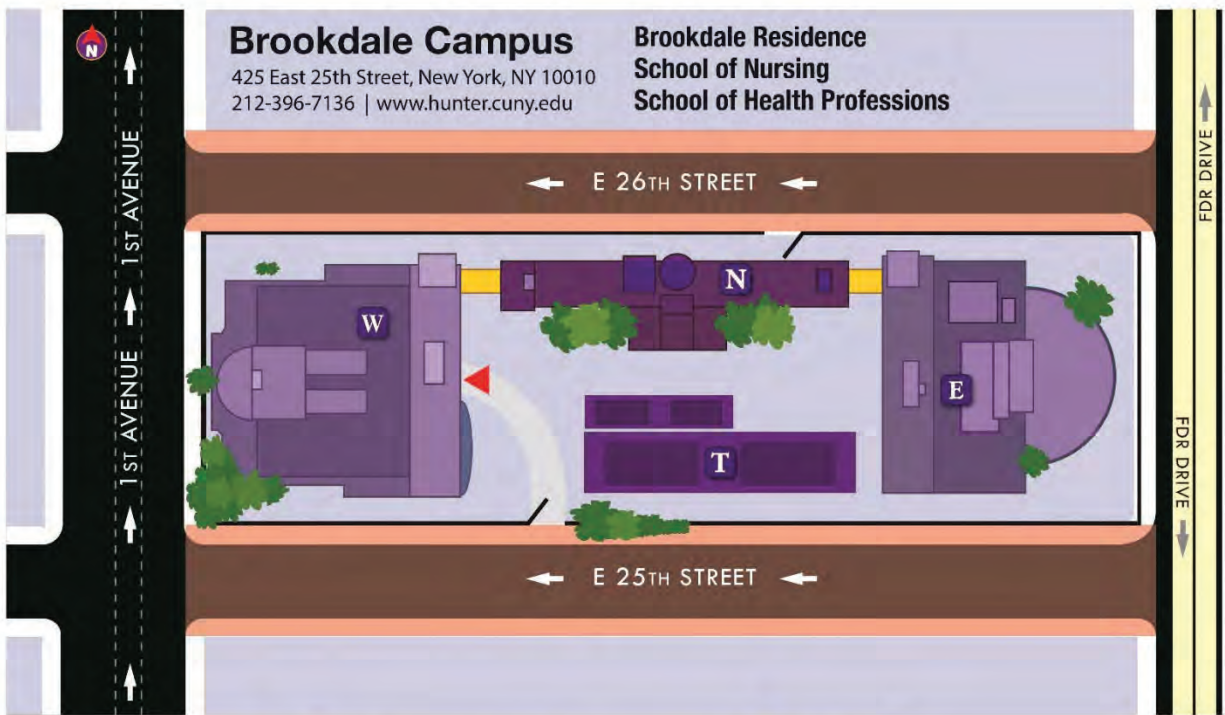 Brookdale Campus
425 East 25th Street, New York, NY 10010
212-396-7136 | www.hunter.cuny.edu
Brookdale Residence
School of Nursing
School of Health Professions
N
1ST AVENUE
1ST AVENUE
E 26TH STREET
FDR DRIVE
W
N
E
T
FDR DRIVE
E 25TH STREET